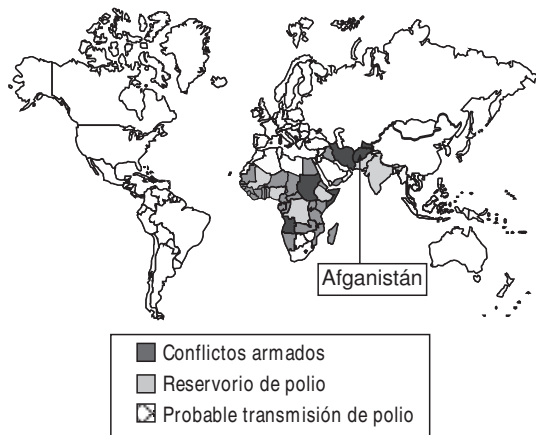 Afganistán
Conflictos armados
Reservorio de polio
Probable transmisión de polio